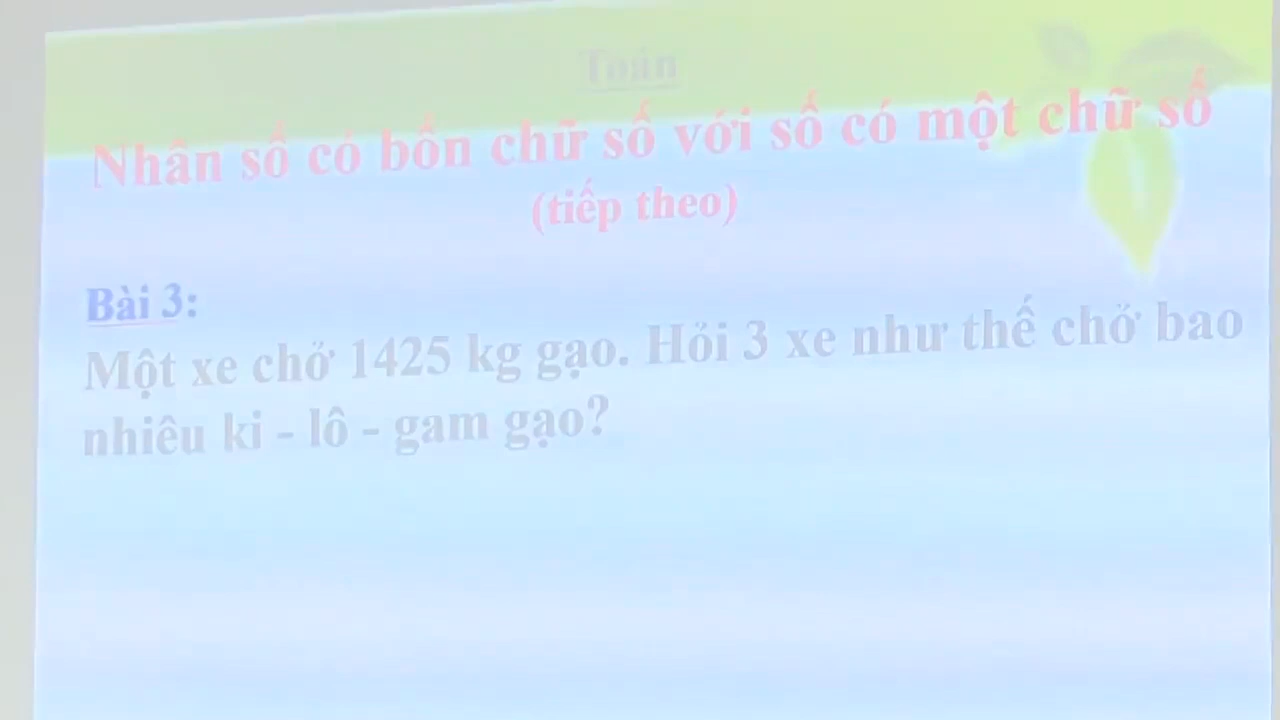 Toán
Nhân số có bốn chữ số với số có một chữ số
(tiếp theo)
Bài 3:
Một xe chở 1425 kg gạo. Hỏi 3 xe như thế chở bao
nhiêu ki - lô - gam gạo?